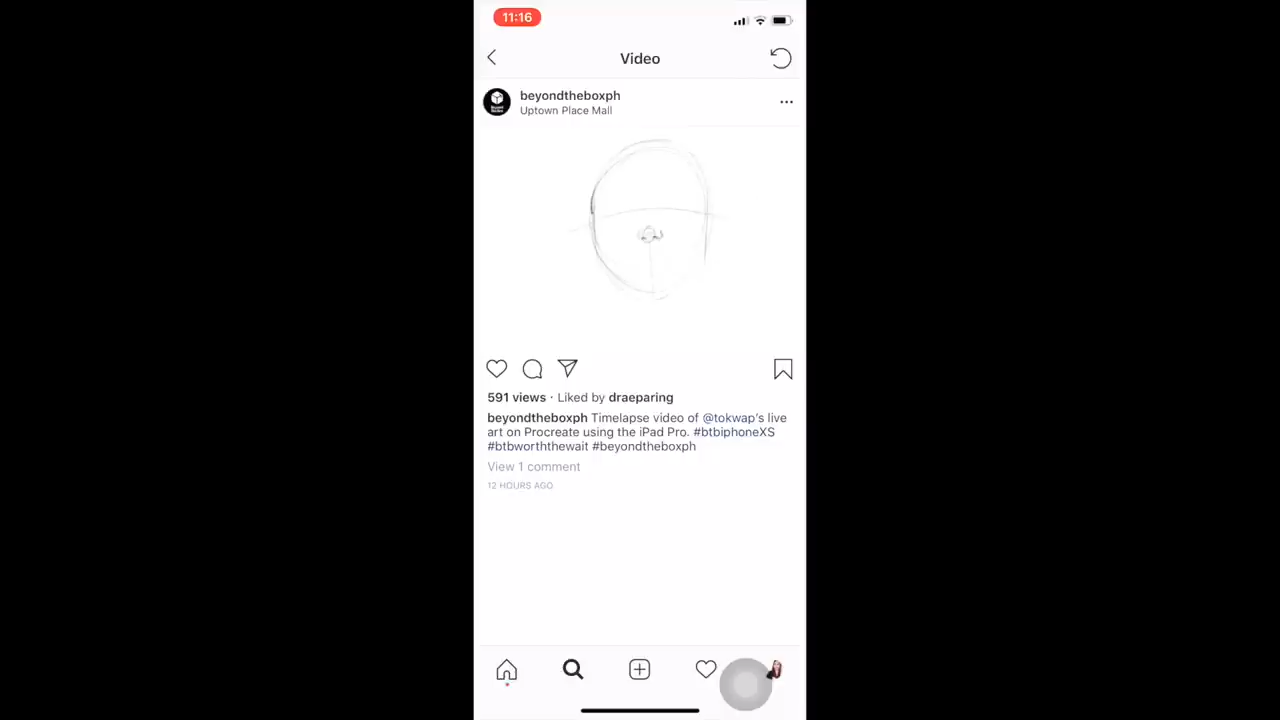 11:16
Video
beyondtheboxph
Uptown Place Mall
591 views · Liked by draeparing
beyondtheboxph Timelapse video of @tokwap's live
art on Procreate using the iPad Pro. #btbiphoneXS
#btbworththewait #beyondtheboxph
View 1 comment
12 HOURS AGO